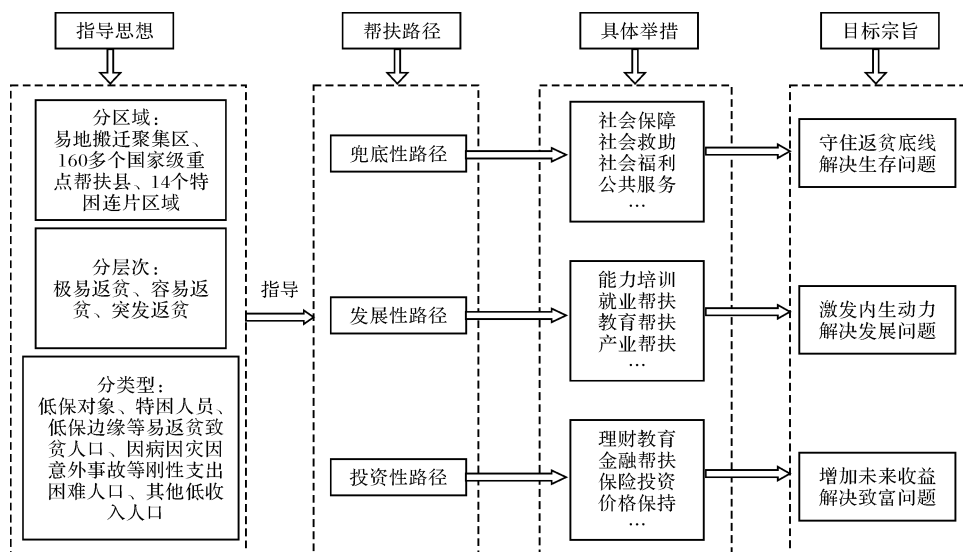 指导思想
帮扶路径
具体举措
目标宗旨
分区域：
易地搬迁聚集区、
160多个国家级重
点帮扶县、14个特
困连片区域
分层次：
极易返贫、容易返
贫、突发返贫
分类型：
低保对象、特困人员、
低保边缘等易返贫致
贫人口、因病因灾因
意外事故等刚性支出
困难人口、其他低收
入人口
指导
兜底性路径
发展性路径
投资性路径
社会保障
社会救助
社会福利
公共服务
…
能力培训
就业帮扶
教育帮扶
产业帮扶
…
理财教育
金融帮扶
保险投资
价格保持
…
守住返贫底线
解决生存问题
激发内生动力
解决发展问题
增加未来收益
解决致富问题